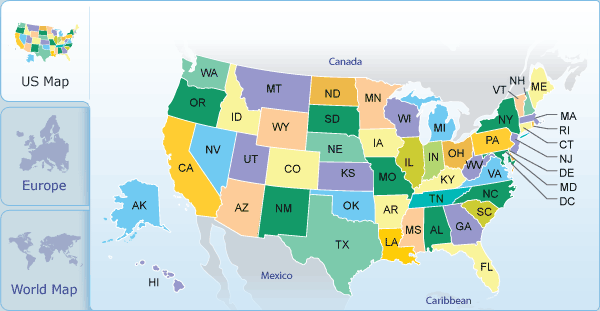 US Map
Europe
World Map
Canada
WA
MT
ND
MN
OR
ID
WY
SD
WI
MI
VT
NH
ME
NY
MA
RI
CT
NJ
DE
MD
DC
CA
NV
UT
CO
NE
KS
IA
MO
IL
IN
OH
PA
WV
VA
KY
NC
TN
SC
AZ
NM
OK
AR
TX
LA
MS
AL
GA
FL
AK
HI
Mexico
Caribbean